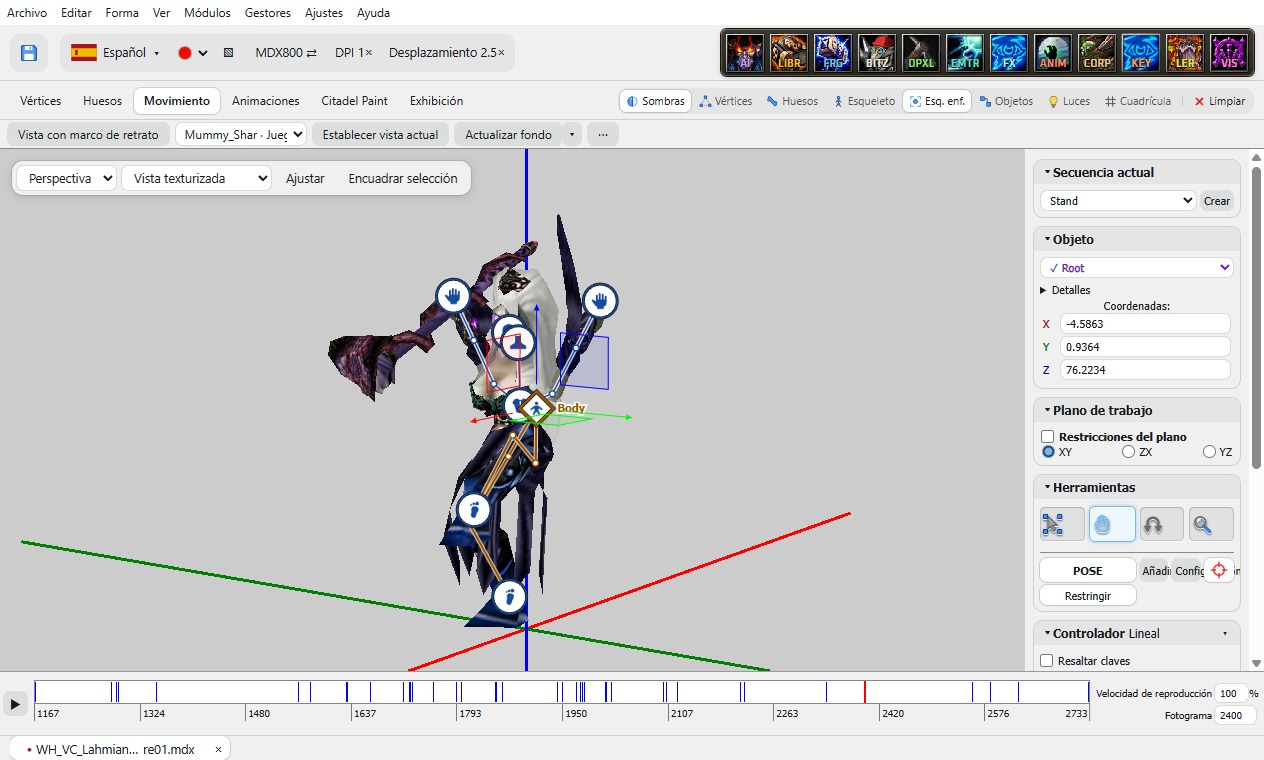 Archivo Editar Forma Ver Módulos Gestores Ajustes Ayuda
Español MDX800 ⇄ DPI 1× Desplazamiento 2.5×
AI LIBR FRG BITZ OPXL EMTR FX ANIM CORP KEY LER VIS
Vértices Huesos Movimiento Animaciones Citadel Paint Exhibición
Sombras Vértices Huesos Esqueleto Esq. enf. Objetos Luces Cuadrícula Limpiar
Vista con marco de retrato Mummy_Shar · Jueg Establecer vista actual Actualizar fondo ...
Perspectiva Vista texturizada Ajustar Encuadrar selección
Body
Secuencia actual
Stand Crear
Objeto
✓ Root
Detalles
Coordenadas:
X -4.5863
Y 0.9364
Z 76.2234
Plano de trabajo
Restricciones del plano
XY ZX YZ
Herramientas
POSE Añadi Config
Restringir
Controlador Lineal
Resaltar claves
1167 1324 1480 1637 1793 1950 2107 2263 2420 2576 2733
Velocidad de reproducción 100 %
Fotograma 2400
• WH_VC_Lahmian... re01.mdx ×